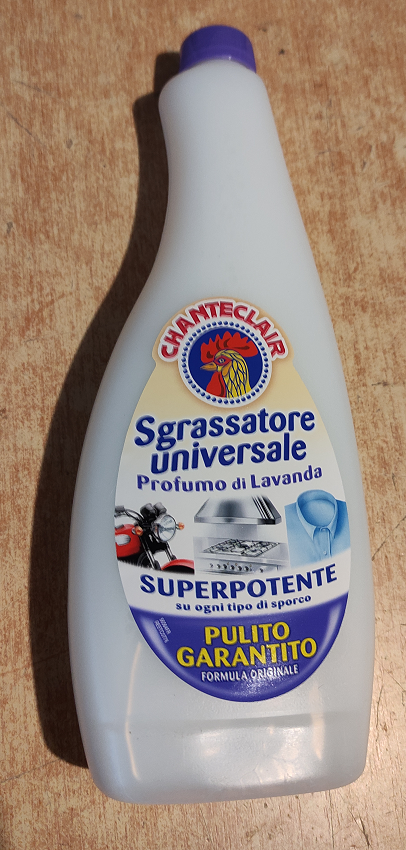 CHANTECLAIR
Sgrassatore
universale
Profumo di Lavanda
SUPERPOTENTE
su ogni tipo di sporco
PULITO
GARANTITO
FORMULA ORIGINALE